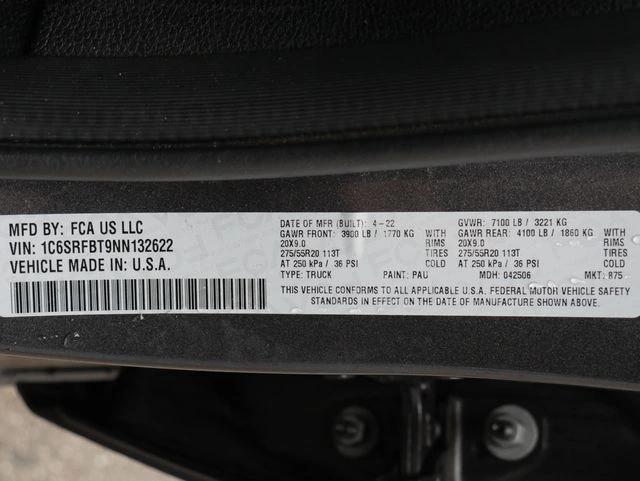 MFD BY: FCA US LLC
VIN: 1C6SRFBT9NN132622
VEHICLE MADE IN: U.S.A.
DATE OF MFR (BUILT): 4-22 GVWR: 7100 LB / 3221 KG
GAWR FRONT: 3900 LB / 1770 KG WITH GAWR REAR: 4100 LB / 1860 KG WITH
20X9.0 RIMS 20X9.0 RIMS
275/55R20 113T TIRES 275/55R20 113T TIRES
AT 250 kPa / 36 PSI COLD AT 250 kPa / 36 PSI COLD
TYPE: TRUCK PAINT: PAU MDH: 042506 MKT: 875
THIS VEHICLE CONFORMS TO ALL APPLICABLE U.S.A. FEDERAL MOTOR VEHICLE SAFETY
STANDARDS IN EFFECT ON THE DATE OF MANUFACTURE SHOWN ABOVE.